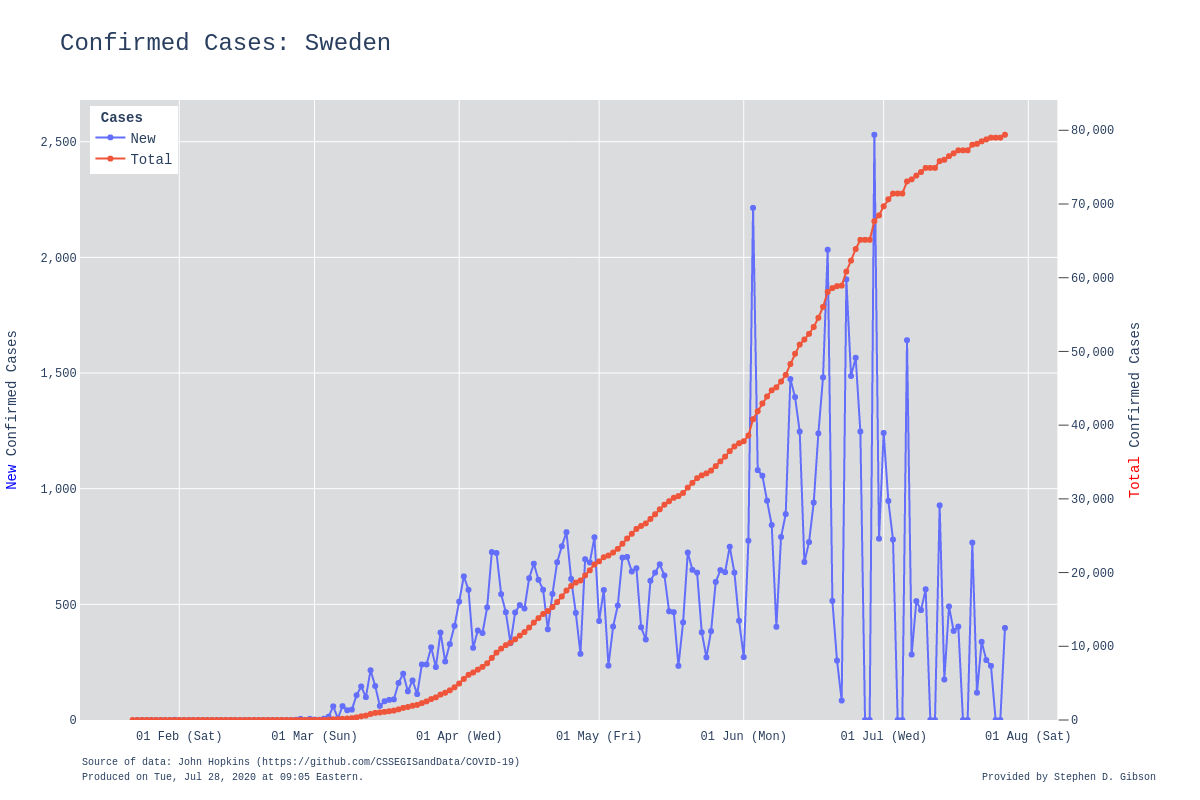 Confirmed Cases: Sweden
Cases
New
Total
2,500
2,000
1,500
1,000
500
0
80,000
70,000
60,000
50,000
40,000
30,000
20,000
10,000
0
New Confirmed Cases
Total Confirmed Cases
01 Feb (Sat)
01 Mar (Sun)
01 Apr (Wed)
01 May (Fri)
01 Jun (Mon)
01 Jul (Wed)
01 Aug (Sat)
Source of data: John Hopkins (https://github.com/CSSEGISandData/COVID-19)
Produced on Tue, Jul 28, 2020 at 09:05 Eastern.
Provided by Stephen D. Gibson